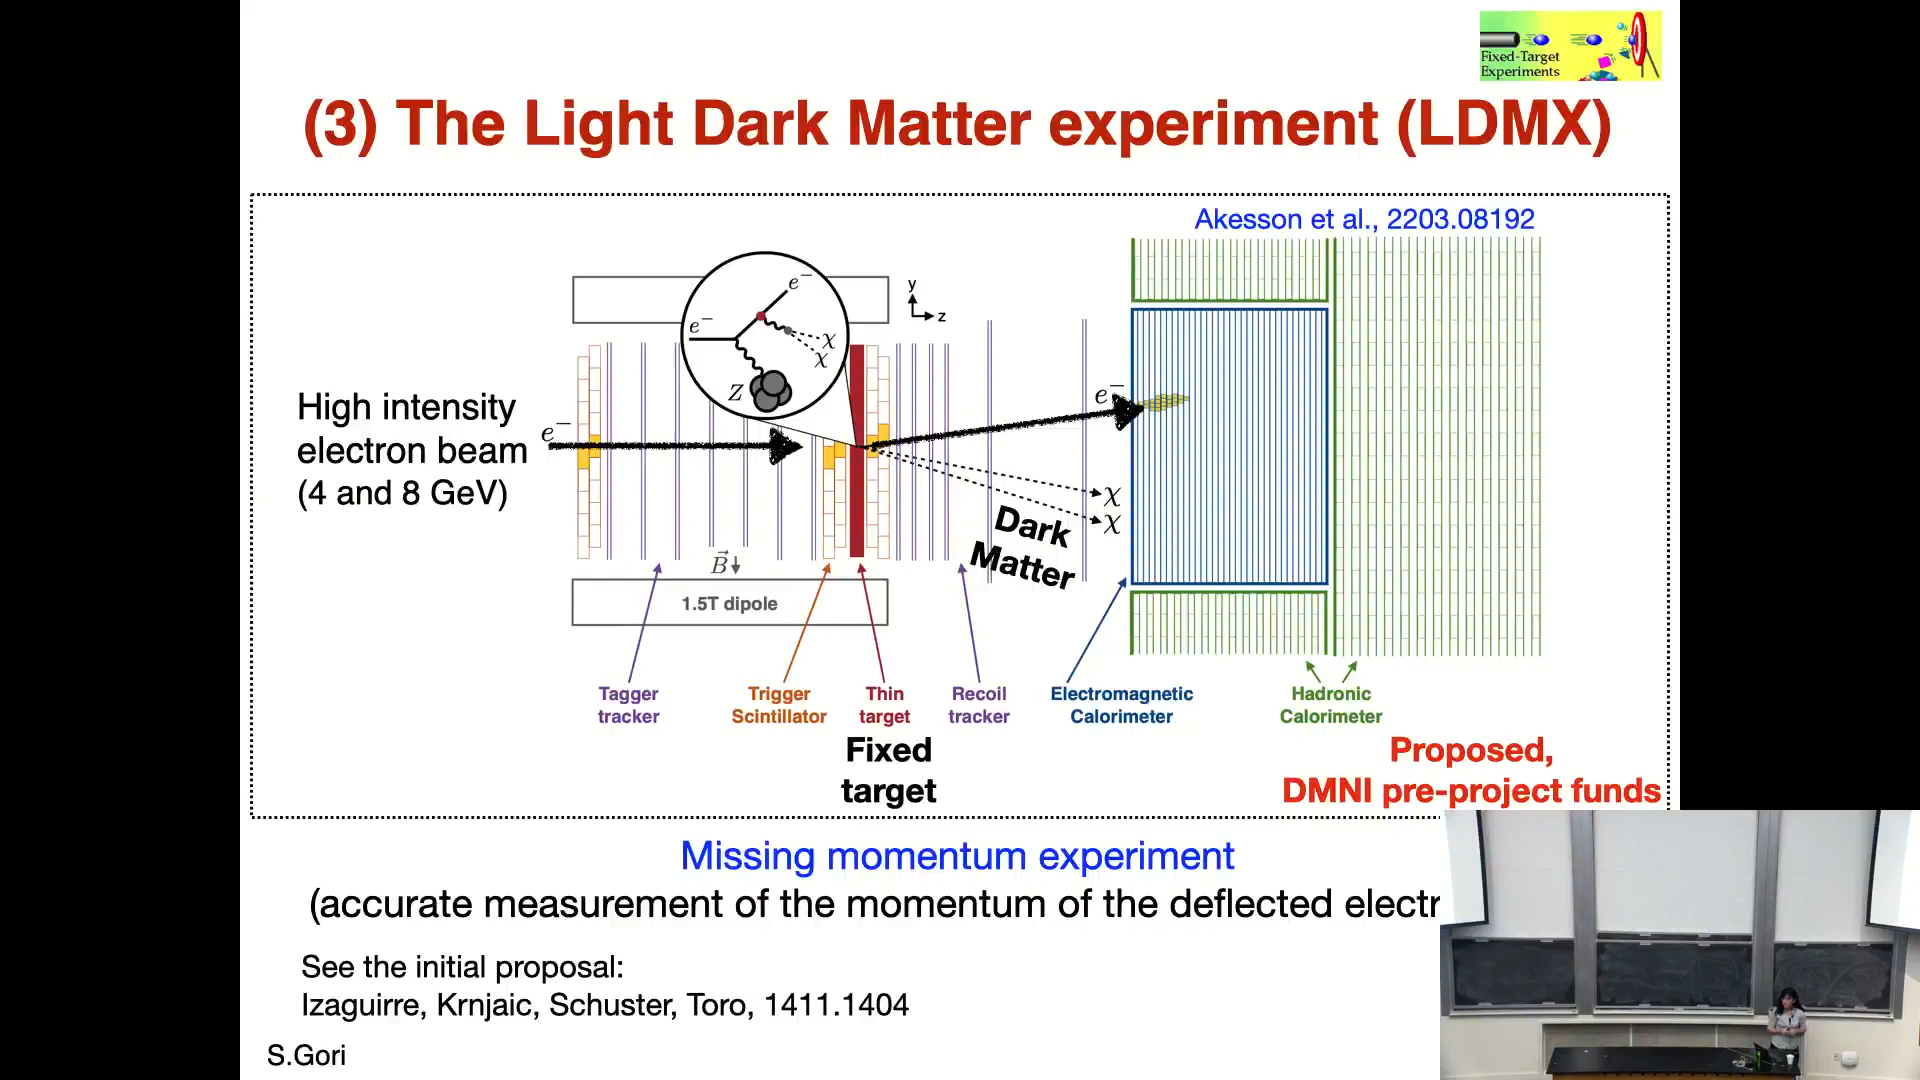 Fixed-Target
Experiments
(3) The Light Dark Matter experiment (LDMX)
Akesson et al., 2203.08192
High intensity
electron beam
(4 and 8 GeV)
e⁻
e⁻
e⁻
χ
χ
Z
y
z
e⁻
χ
χ
Dark
Matter
B⃗
1.5T dipole
Tagger
tracker
Trigger
Scintillator
Thin
target
Recoil
tracker
Electromagnetic
Calorimeter
Hadronic
Calorimeter
Fixed
target
Proposed,
DMNI pre-project funds
Missing momentum experiment
(accurate measurement of the momentum of the deflected electr
See the initial proposal:
Izaguirre, Krnjaic, Schuster, Toro, 1411.1404
S.Gori